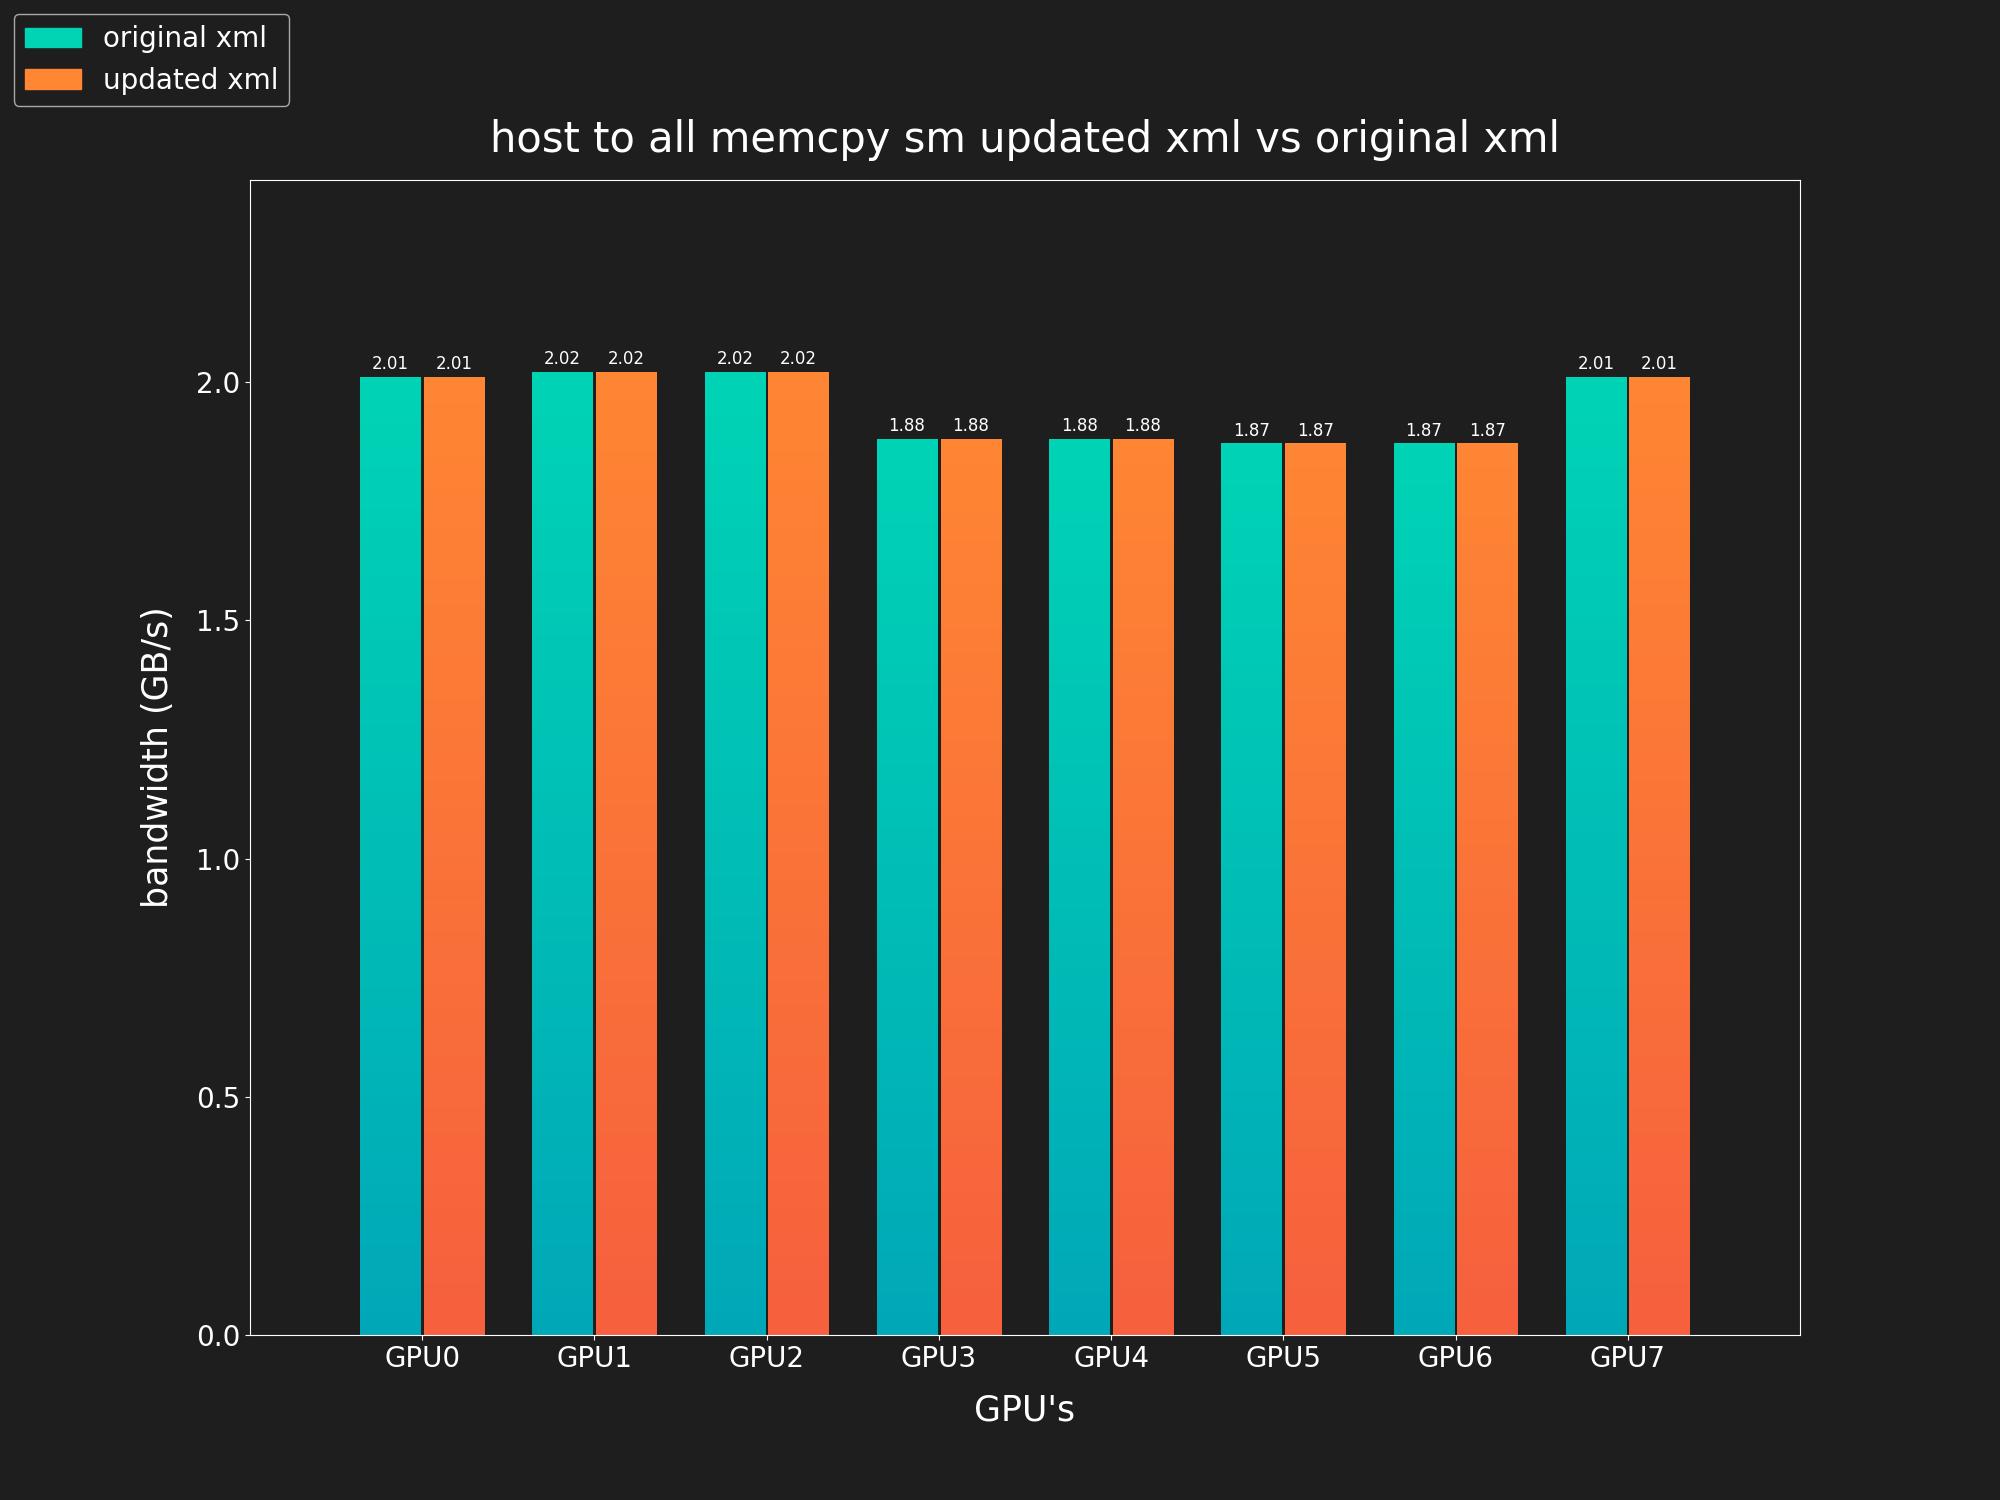 original xml
updated xml
host to all memcpy sm updated xml vs original xml
bandwidth (GB/s)
2.0
1.5
1.0
0.5
0.0
2.01 2.01 2.02 2.02 2.02 2.02 1.88 1.88 1.88 1.88 1.87 1.87 1.87 1.87 2.01 2.01
GPU0 GPU1 GPU2 GPU3 GPU4 GPU5 GPU6 GPU7
GPU's